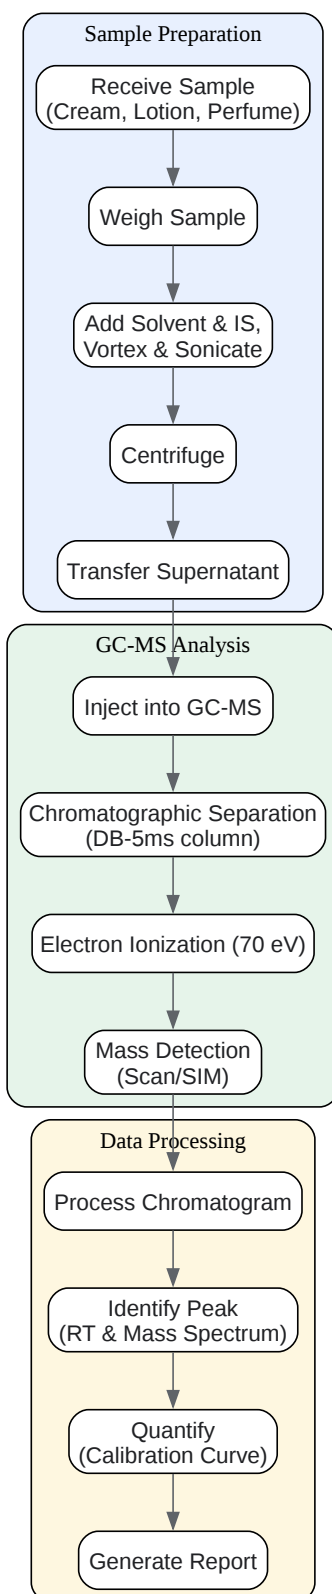 Sample Preparation
Receive Sample
(Cream, Lotion, Perfume)
Weigh Sample
Add Solvent & IS,
Vortex & Sonicate
Centrifuge
Transfer Supernatant
GC-MS Analysis
Inject into GC-MS
Chromatographic Separation
(DB-5ms column)
Electron Ionization (70 eV)
Mass Detection
(Scan/SIM)
Data Processing
Process Chromatogram
Identify Peak
(RT & Mass Spectrum)
Quantify
(Calibration Curve)
Generate Report